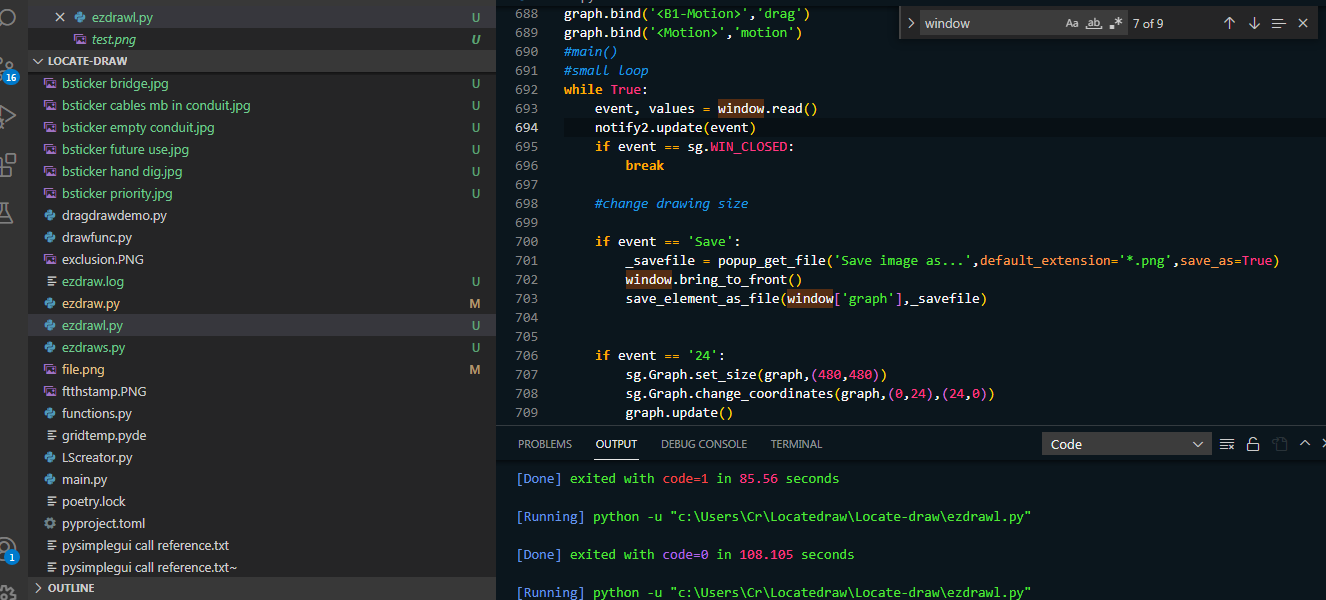 ezdrawl.py U
test.png U
LOCATE-DRAW
bsticker bridge.jpg U
bsticker cables mb in conduit.jpg U
bsticker empty conduit.jpg U
bsticker future use.jpg U
bsticker hand dig.jpg U
bsticker priority.jpg U
dragdrawdemo.py
drawfunc.py
exclusion.PNG
ezdraw.log U
ezdraw.py M
ezdrawl.py U
ezdraws.py U
file.png M
ftthstamp.PNG
functions.py
gridtemp.pyde
LScreator.py
main.py
poetry.lock
pyproject.toml
pysimplegui call reference.txt
pysimplegui call reference.txt~
OUTLINE
16
1
window Aa ab .* 7 of 9
688 graph.bind('<B1-Motion>','drag')
689 graph.bind('<Motion>','motion')
690 #main()
691 #small loop
692 while True:
693 event, values = window.read()
694 notify2.update(event)
695 if event == sg.WIN_CLOSED:
696 break
697
698 #change drawing size
699
700 if event == 'Save':
701 _savefile = popup_get_file('Save image as...',default_extension='*.png',save_as=True)
702 window.bring_to_front()
703 save_element_as_file(window['graph'],_savefile)
704
705
706 if event == '24':
707 sg.Graph.set_size(graph,(480,480))
708 sg.Graph.change_coordinates(graph,(0,24),(24,0))
709 graph.update()
PROBLEMS OUTPUT DEBUG CONSOLE TERMINAL Code
[Done] exited with code=1 in 85.56 seconds
[Running] python -u "c:\Users\Cr\Locatedraw\Locate-draw\ezdrawl.py"
[Done] exited with code=0 in 108.105 seconds
[Running] python -u "c:\Users\Cr\Locatedraw\Locate-draw\ezdrawl.py"